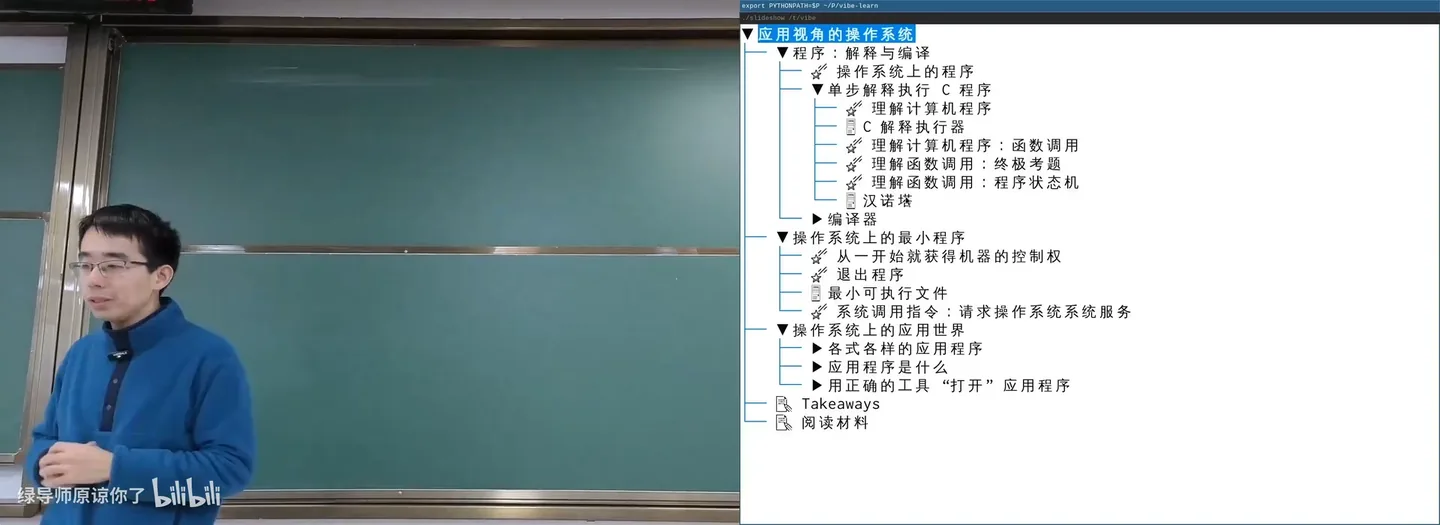 绿导师原谅你了 bilibili
export PYTHONPATH=$P ~/P/vibe-learn
./slideshow /t/vibe
▼应用视角的操作系统
▼程序：解释与编译
操作系统上的程序
▼单步解释执行 C 程序
理解计算机程序
C 解释执行器
理解计算机程序：函数调用
理解函数调用：终极考题
理解函数调用：程序状态机
汉诺塔
▶编译器
▼操作系统上的最小程序
从一开始就获得机器的控制权
退出程序
最小可执行文件
系统调用指令：请求操作系统系统服务
▼操作系统上的应用世界
▶各式各样的应用程序
▶应用程序是什么
▶用正确的工具 “打开” 应用程序
Takeaways
阅读材料